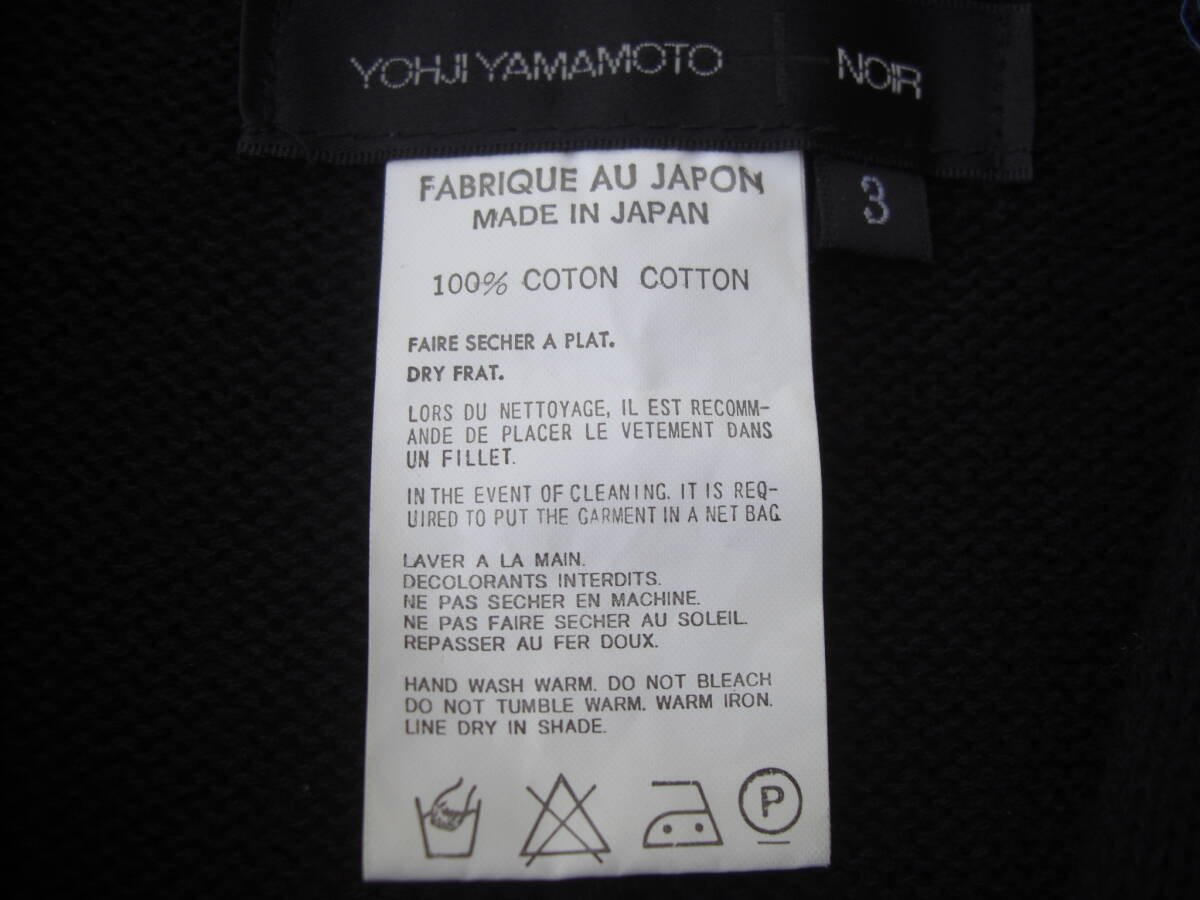 YOHJI YAMAMOTO NOIR
3
FABRIQUE AU JAPON
MADE IN JAPAN
100% COTON COTTON
FAIRE SECHER A PLAT.
DRY FRAT.
LORS DU NETTOYAGE, IL EST RECOMM-
ANDE DE PLACER LE VETEMENT DANS
UN FILLET.
IN THE EVENT OF CLEANING. IT IS REQ-
UIRED TO PUT THE GARMENT IN A NET BAG.
LAVER A LA MAIN.
DECOLORANTS INTERDITS.
NE PAS SECHER EN MACHINE.
NE PAS FAIRE SECHER AU SOLEIL.
REPASSER AU FER DOUX.
HAND WASH WARM. DO NOT BLEACH
DO NOT TUMBLE WARM. WARM IRON.
LINE DRY IN SHADE.
P